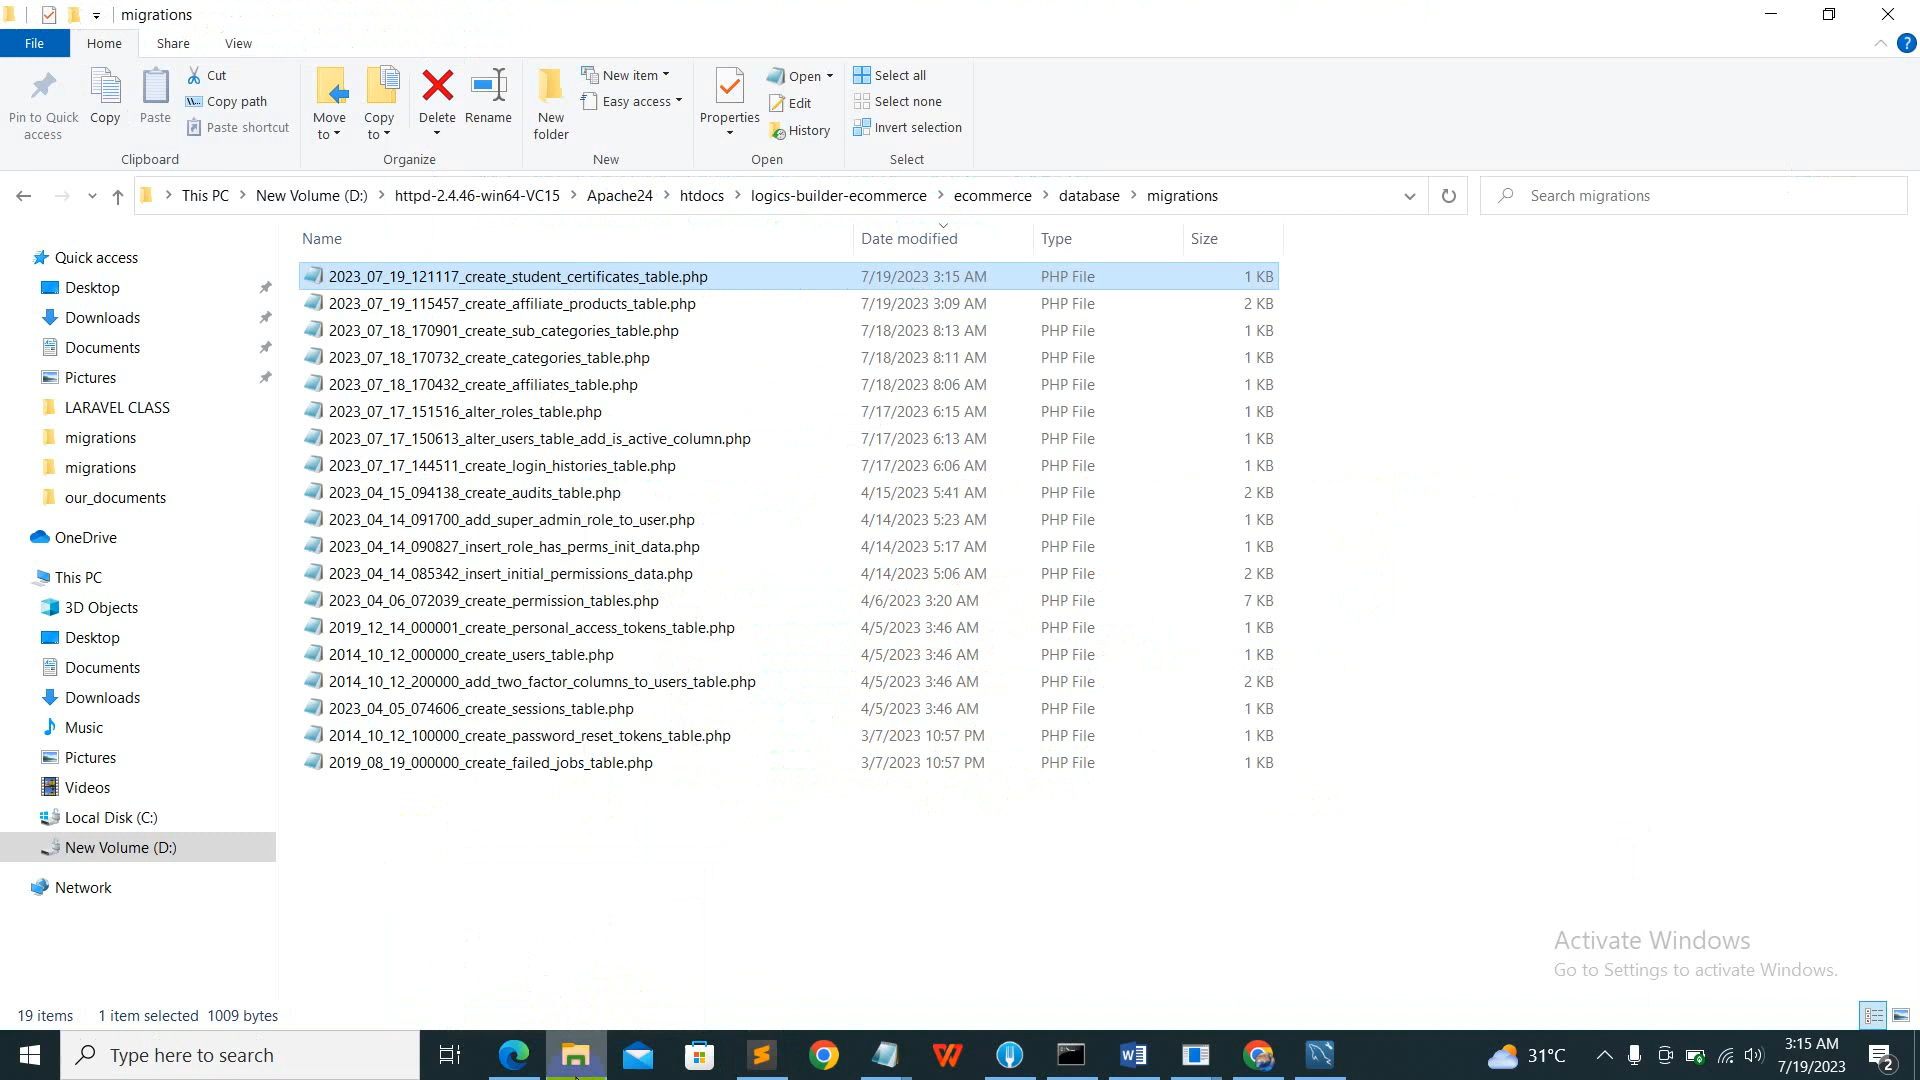 migrations
File Home Share View
Pin to Quick access
Copy
Paste
Cut
Copy path
Paste shortcut
Clipboard
Move to
Copy to
Delete
Rename
Organize
New folder
New item
Easy access
New
Properties
Open
Edit
History
Open
Select all
Select none
Invert selection
Select
This PC > New Volume (D:) > httpd-2.4.46-win64-VC15 > Apache24 > htdocs > logics-builder-ecommerce > ecommerce > database > migrations
Search migrations
Name Date modified Type Size
2023_07_19_121117_create_student_certificates_table.php 7/19/2023 3:15 AM PHP File 1 KB
2023_07_19_115457_create_affiliate_products_table.php 7/19/2023 3:09 AM PHP File 2 KB
2023_07_18_170901_create_sub_categories_table.php 7/18/2023 8:13 AM PHP File 1 KB
2023_07_18_170732_create_categories_table.php 7/18/2023 8:11 AM PHP File 1 KB
2023_07_18_170432_create_affiliates_table.php 7/18/2023 8:06 AM PHP File 1 KB
2023_07_17_151516_alter_roles_table.php 7/17/2023 6:15 AM PHP File 1 KB
2023_07_17_150613_alter_users_table_add_is_active_column.php 7/17/2023 6:13 AM PHP File 1 KB
2023_07_17_144511_create_login_histories_table.php 7/17/2023 6:06 AM PHP File 1 KB
2023_04_15_094138_create_audits_table.php 4/15/2023 5:41 AM PHP File 2 KB
2023_04_14_091700_add_super_admin_role_to_user.php 4/14/2023 5:23 AM PHP File 1 KB
2023_04_14_090827_insert_role_has_perms_init_data.php 4/14/2023 5:17 AM PHP File 1 KB
2023_04_14_085342_insert_initial_permissions_data.php 4/14/2023 5:06 AM PHP File 2 KB
2023_04_06_072039_create_permission_tables.php 4/6/2023 3:20 AM PHP File 7 KB
2019_12_14_000001_create_personal_access_tokens_table.php 4/5/2023 3:46 AM PHP File 1 KB
2014_10_12_000000_create_users_table.php 4/5/2023 3:46 AM PHP File 1 KB
2014_10_12_200000_add_two_factor_columns_to_users_table.php 4/5/2023 3:46 AM PHP File 2 KB
2023_04_05_074606_create_sessions_table.php 4/5/2023 3:46 AM PHP File 1 KB
2014_10_12_100000_create_password_reset_tokens_table.php 3/7/2023 10:57 PM PHP File 1 KB
2019_08_19_000000_create_failed_jobs_table.php 3/7/2023 10:57 PM PHP File 1 KB
Quick access
Desktop
Downloads
Documents
Pictures
LARAVEL CLASS
migrations
migrations
our_documents
OneDrive
This PC
3D Objects
Desktop
Documents
Downloads
Music
Pictures
Videos
Local Disk (C:)
New Volume (D:)
Network
Activate Windows
Go to Settings to activate Windows.
19 items 1 item selected 1009 bytes
Type here to search
31°C
3:15 AM
7/19/2023
2